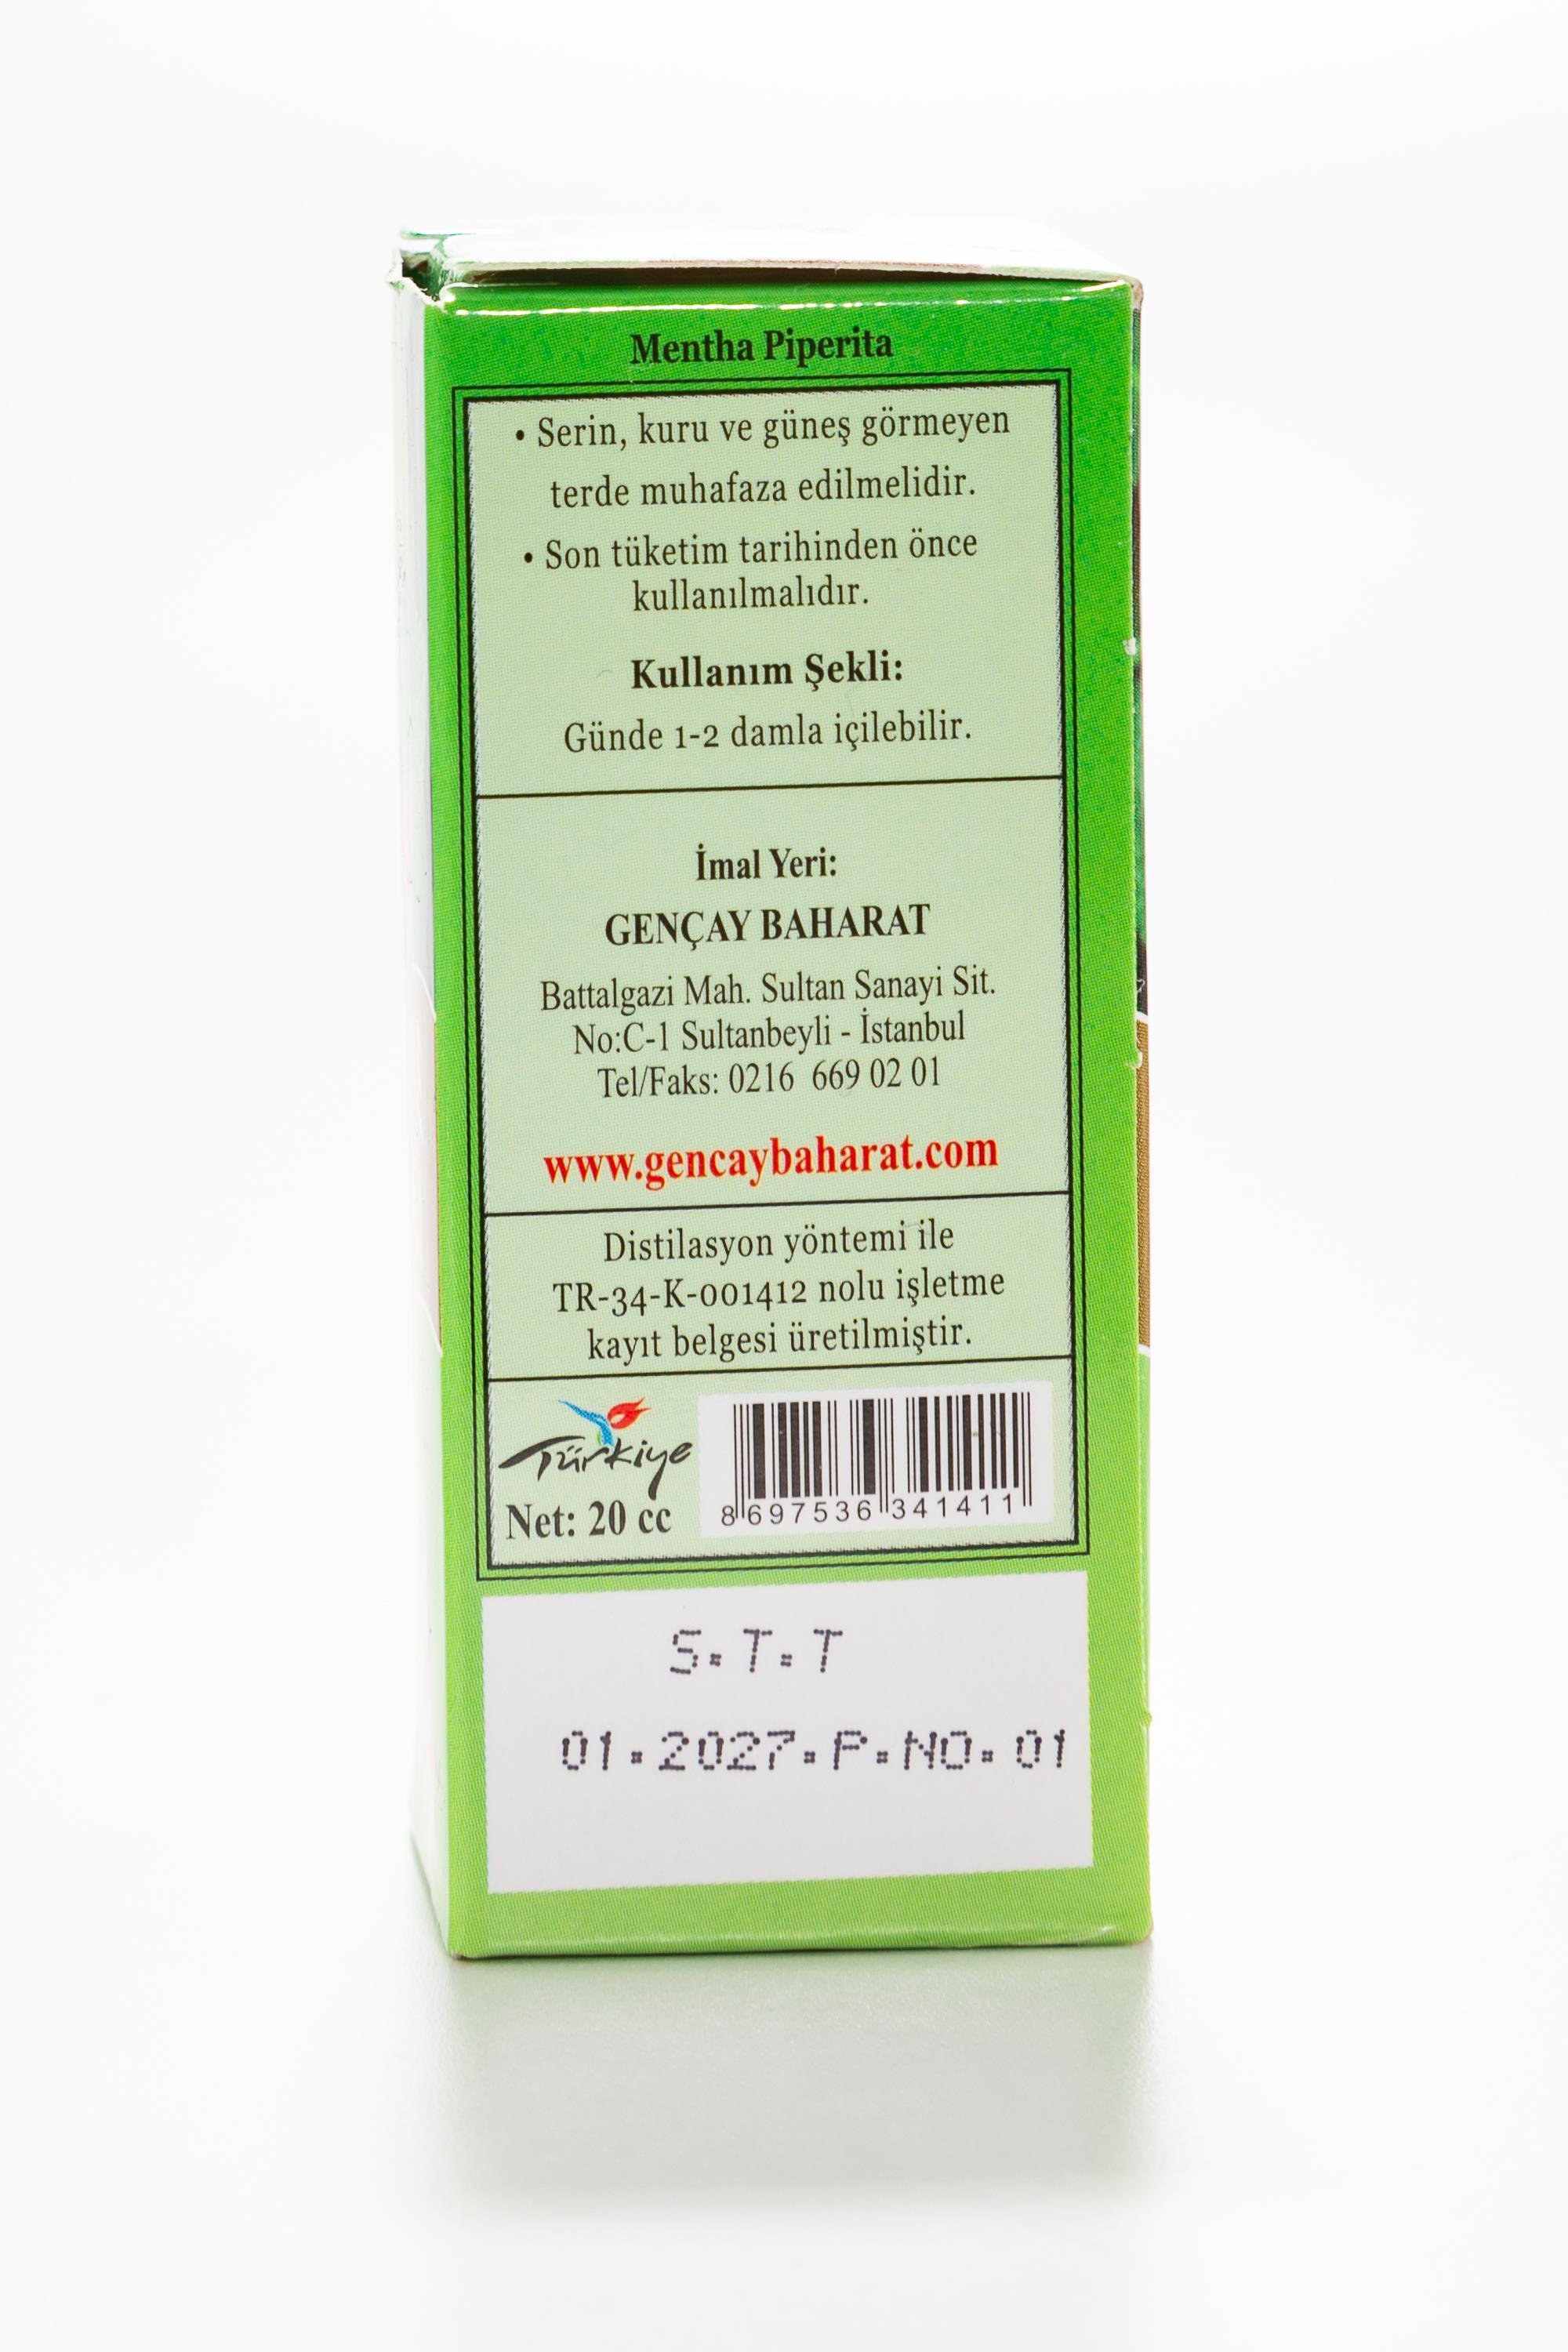 Mentha Piperita
• Serin, kuru ve güneş görmeyen
terde muhafaza edilmelidir.
• Son tüketim tarihinden önce
kullanılmalıdır.
Kullanım Şekli:
Günde 1-2 damla içilebilir.
İmal Yeri:
GENÇAY BAHARAT
Battalgazi Mah. Sultan Sanayi Sit.
No:C-1 Sultanbeyli - İstanbul
Tel/Faks: 0216 669 02 01
www.gencaybaharat.com
Distilasyon yöntemi ile
TR-34-K-001412 nolu işletme
kayıt belgesi üretilmiştir.
Türkiye
Net: 20 cc
8 697536 341411
S.T.T
01.2027.P.NO.01